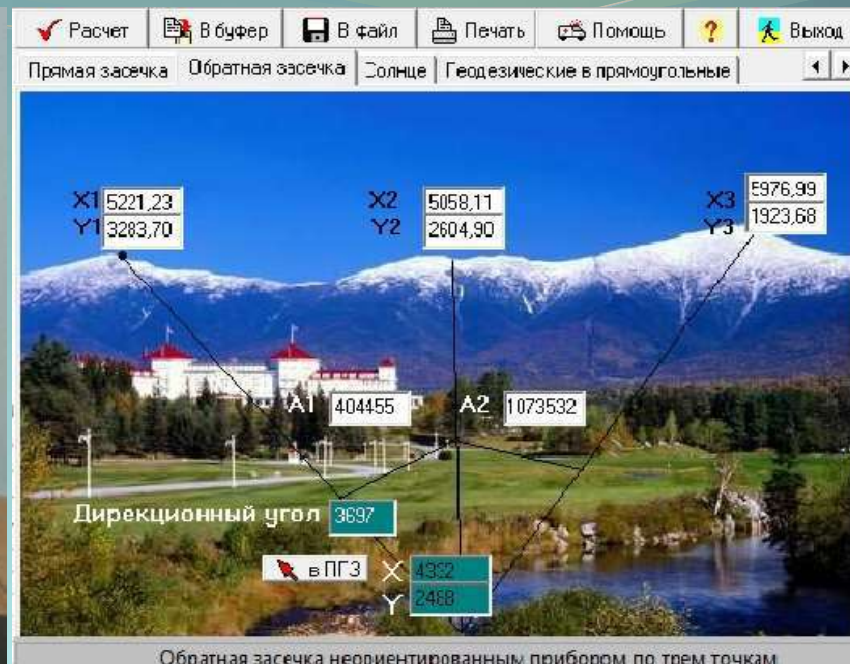 Расчет В буфер В файл Печать Помощь ? Выход
Прямая засечка Обратная засечка Солнце Геодезические в прямоугольные
X1 5221,23 X2 5058,11 X3 5976,99
Y1 3283,70 Y2 2604,90 Y3 1923,68
A1 404455 A2 1073532
Дирекционный угол 3697
в ПГЗ X 4332
Y 2488
Обратная засечка неориентированным прибором по трем точкам